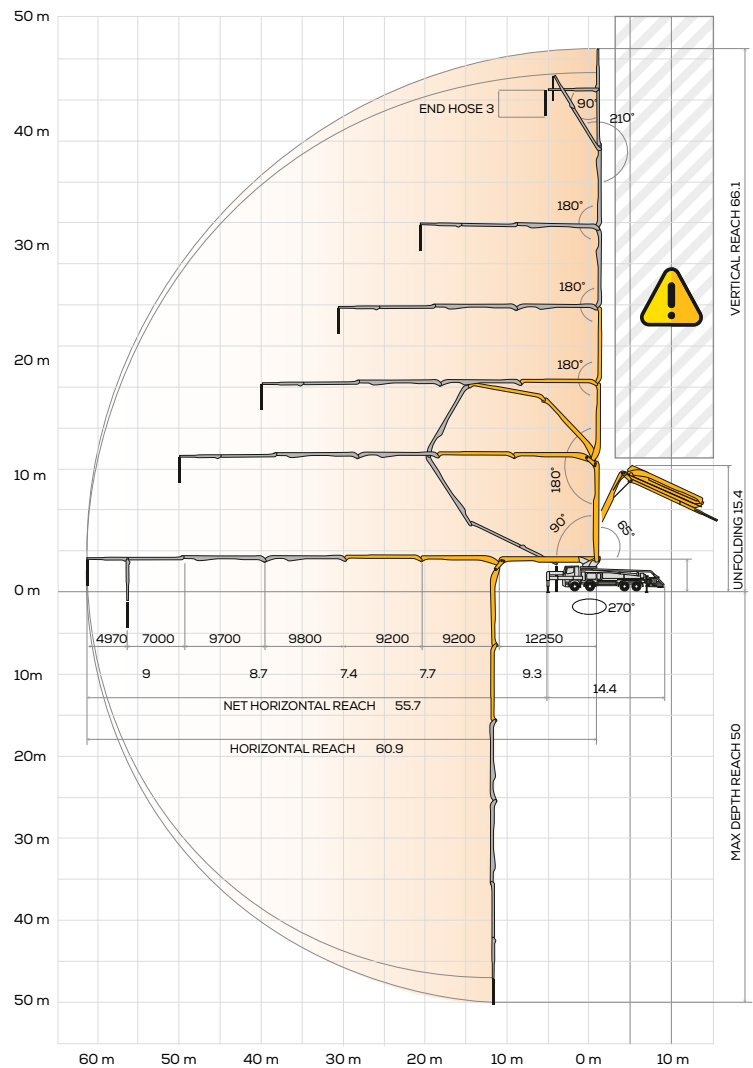 50 m
40 m
30 m
20 m
10 m
0 m
10m
20m
30 m
40 m
50 m
END HOSE 3
90°
210°
180°
180°
180°
180°
90°
65°
270°
VERTICAL REACH 66.1
UNFOLDING 15.4
MAX DEPTH REACH 50
4970 7000 9700 9800 9200 9200 12250
9 8.7 7.4 7.7 9.3 14.4
NET HORIZONTAL REACH 55.7
HORIZONTAL REACH 60.9
60 m 50 m 40 m 30 m 20 m 10 m 0 m 10 m